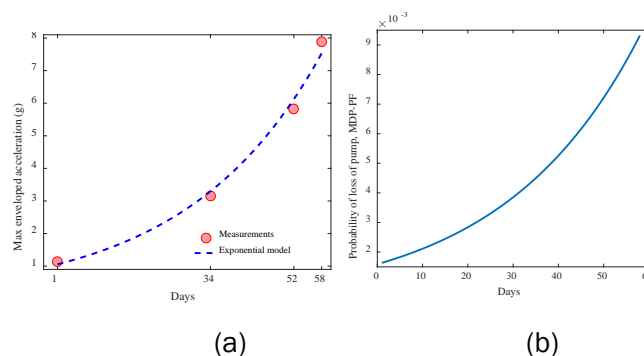 8
7
6
5
4
3
2
1
Max enveloped acceleration (g)
Measurements
Exponential model
1 34 52 58
Days
(a)
× 10 -3
9
8
7
6
5
4
3
2
Probability of loss of pump, MDP-PF
0 10 20 30 40 50
Days
(b)